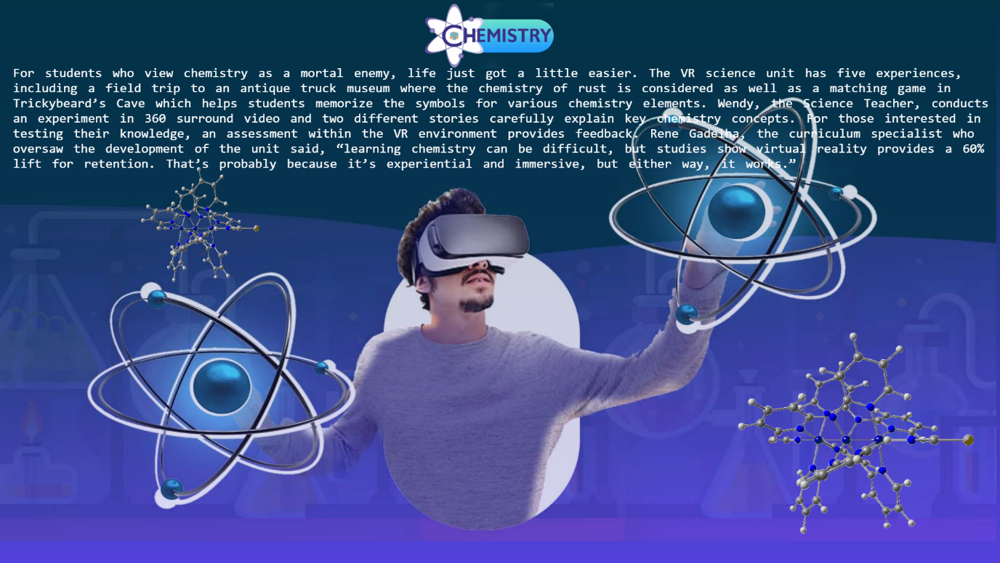 CHEMISTRY
For students who view chemistry as a mortal enemy, life just got a little easier. The VR science unit has five experiences,
including a field trip to an antique truck museum where the chemistry of rust is considered as well as a matching game in
Trickybeard’s Cave which helps students memorize the symbols for various chemistry elements. Wendy, the Science Teacher, conducts
an experiment in 360 surround video and two different stories carefully explain key chemistry concepts. For those interested in
testing their knowledge, an assessment within the VR environment provides feedback. Rene Gadelha, the curriculum specialist who
oversaw the development of the unit said, “learning chemistry can be difficult, but studies show virtual reality provides a 60%
lift for retention. That’s probably because it’s experiential and immersive, but either way, it works.”